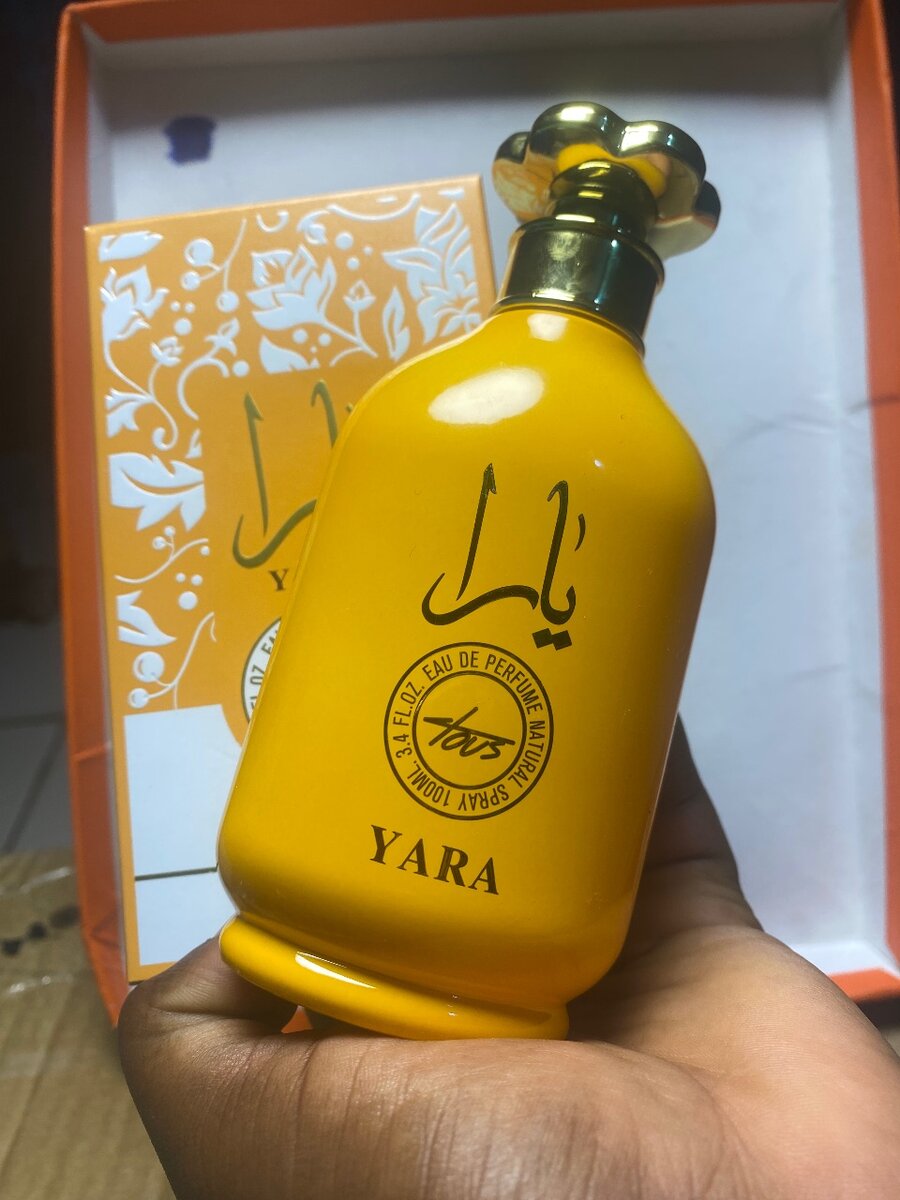 يارا
100ML. 3.4 FL.OZ. EAU DE PERFUME NATURAL SPRAY
tous
YARA